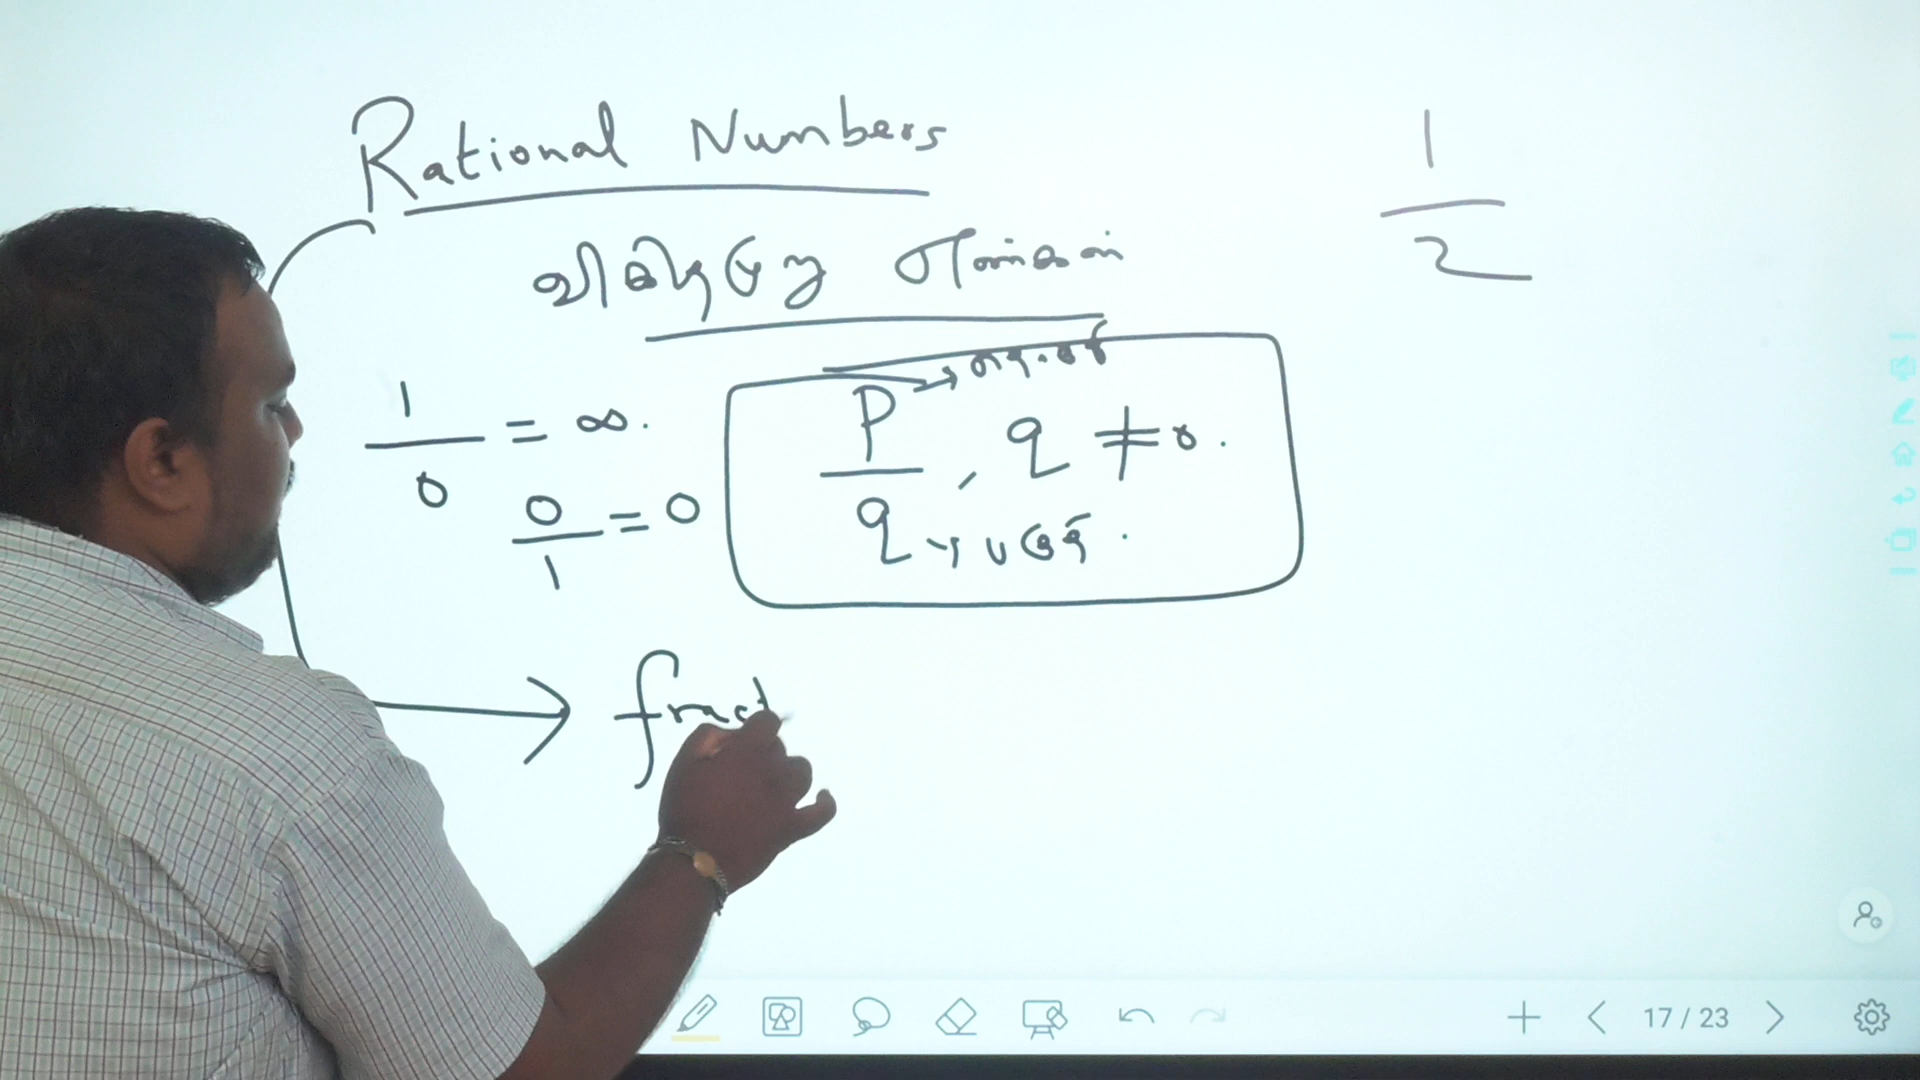 Rational Numbers
விகிதமுறு எண்கள்
1/2
1/0 = ∞.
0/1 = 0
P/q, q ≠ 0.
fract
17 / 23